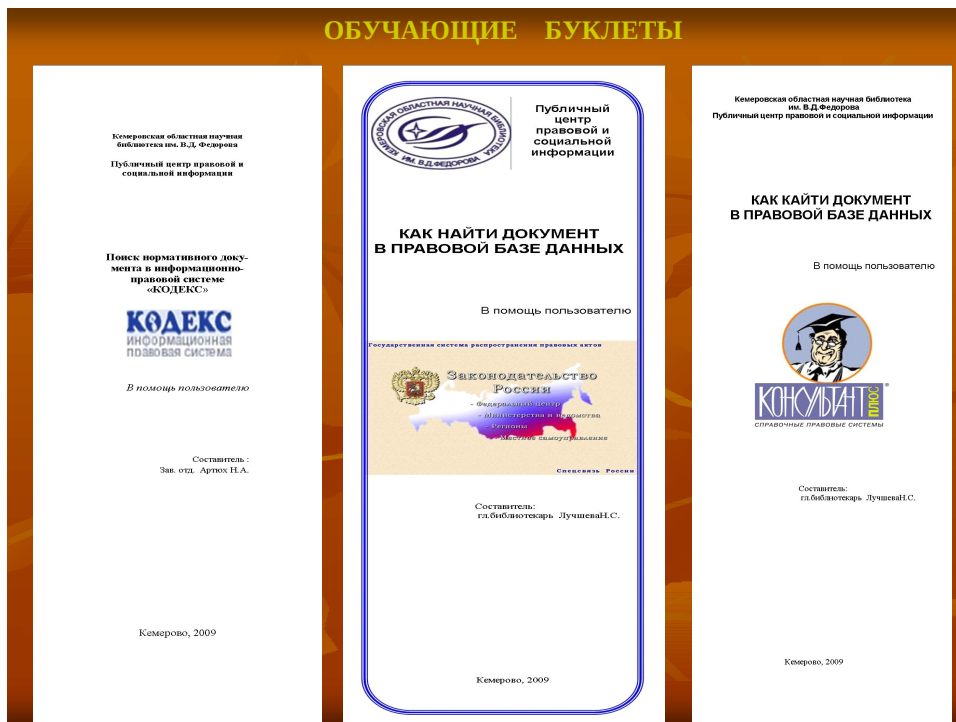 ОБУЧАЮЩИЕ БУКЛЕТЫ
Кемеровская областная научная
библиотека им. В.Д. Федорова
Публичный центр правовой и
социальной информации
Поиск нормативного доку-
мента в информационно-
правовой системе
«КОДЕКС»
КОДЕКС
информационная
правовая система
В помощь пользователю
Составитель :
Зав. отд. Артюх Н.А.
Кемерово, 2009
КЕМЕРОВСКАЯ ОБЛАСТНАЯ НАУЧНАЯ БИБЛИОТЕКА
ИМ. В.Д.ФЕДОРОВА
Публичный
центр
правовой и
социальной
информации
КАК НАЙТИ ДОКУМЕНТ
В ПРАВОВОЙ БАЗЕ ДАННЫХ
В помощь пользователю
Государственная система распространения правовых актов
Законодательство
России
- Федеральный центр
- Министерства и ведомства
- Регионы
- Местное самоуправление
Спецсвязь России
Составитель:
гл.библиотекарь ЛучшеваН.С.
Кемерово, 2009
Кемеровская областная научная библиотека
им. В.Д.Федорова
Публичный центр правовой и социальной информации
КАК КАЙТИ ДОКУМЕНТ
В ПРАВОВОЙ БАЗЕ ДАННЫХ
В помощь пользователю
КОНСУЛЬТАНТ ПЛЮС
СПРАВОЧНЫЕ ПРАВОВЫЕ СИСТЕМЫ
Составитель:
гл.библиотекарь ЛучшеваН.С.
Кемерово, 2009